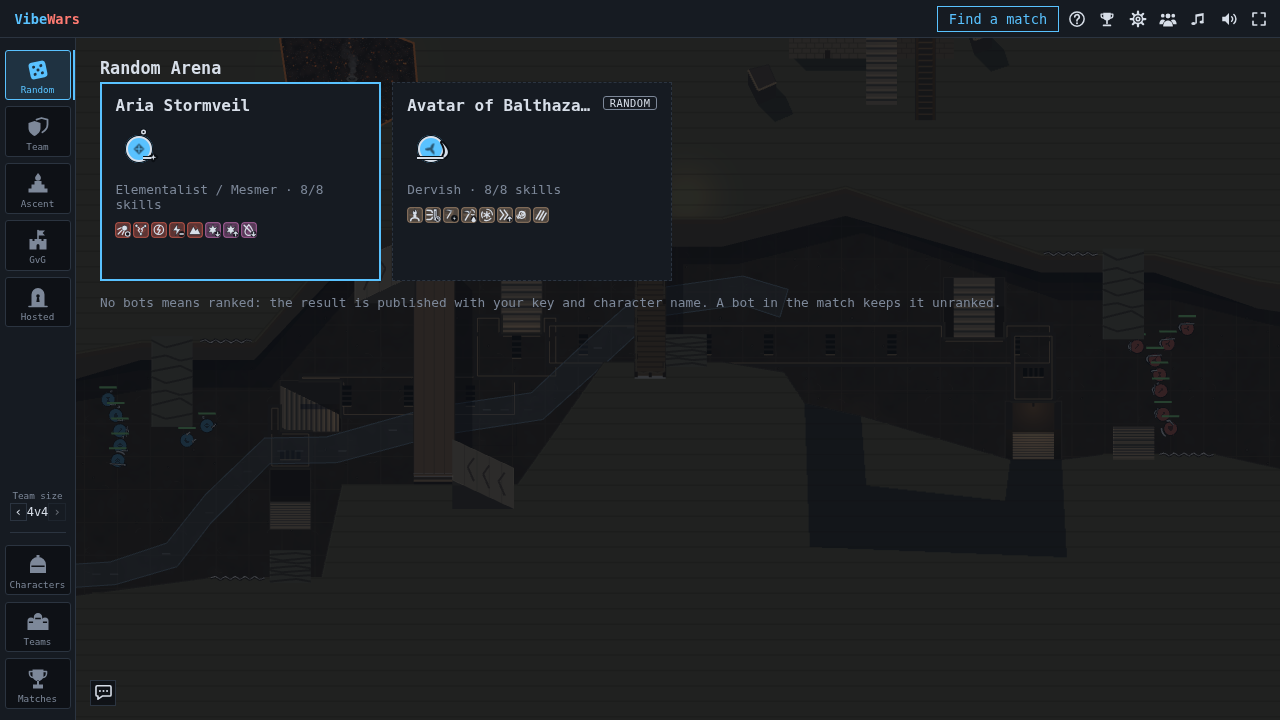 VibeWars
Find a match
Random
Team
Ascent
GvG
Hosted
Team size
‹ 4v4 ›
Characters
Teams
Matches
Random Arena
Aria Stormveil
Elementalist / Mesmer · 8/8
skills
Avatar of Balthaza…
RANDOM
Dervish · 8/8 skills
No bots means ranked: the result is published with your key and character name. A bot in the match keeps it unranked.